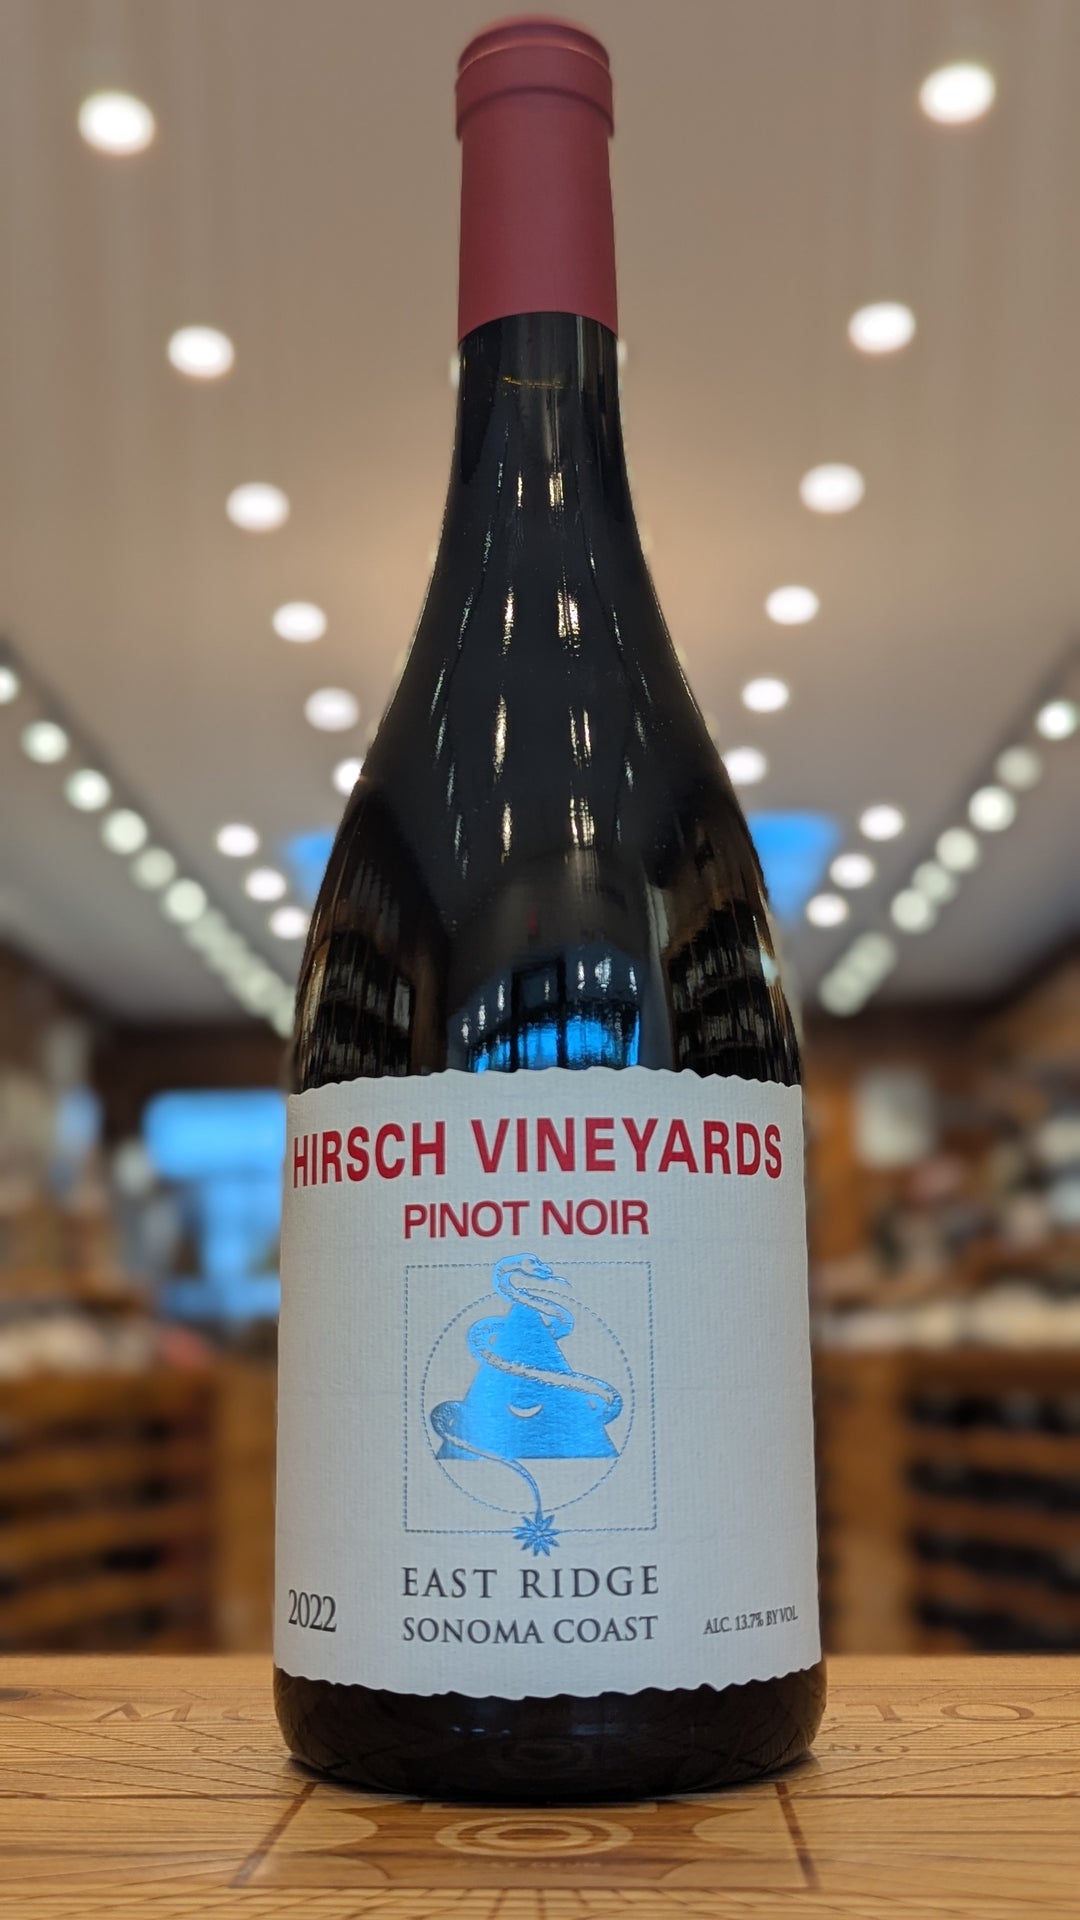 HIRSCH VINEYARDS
PINOT NOIR
EAST RIDGE
2022
SONOMA COAST
ALC. 13.7% BY VOL.